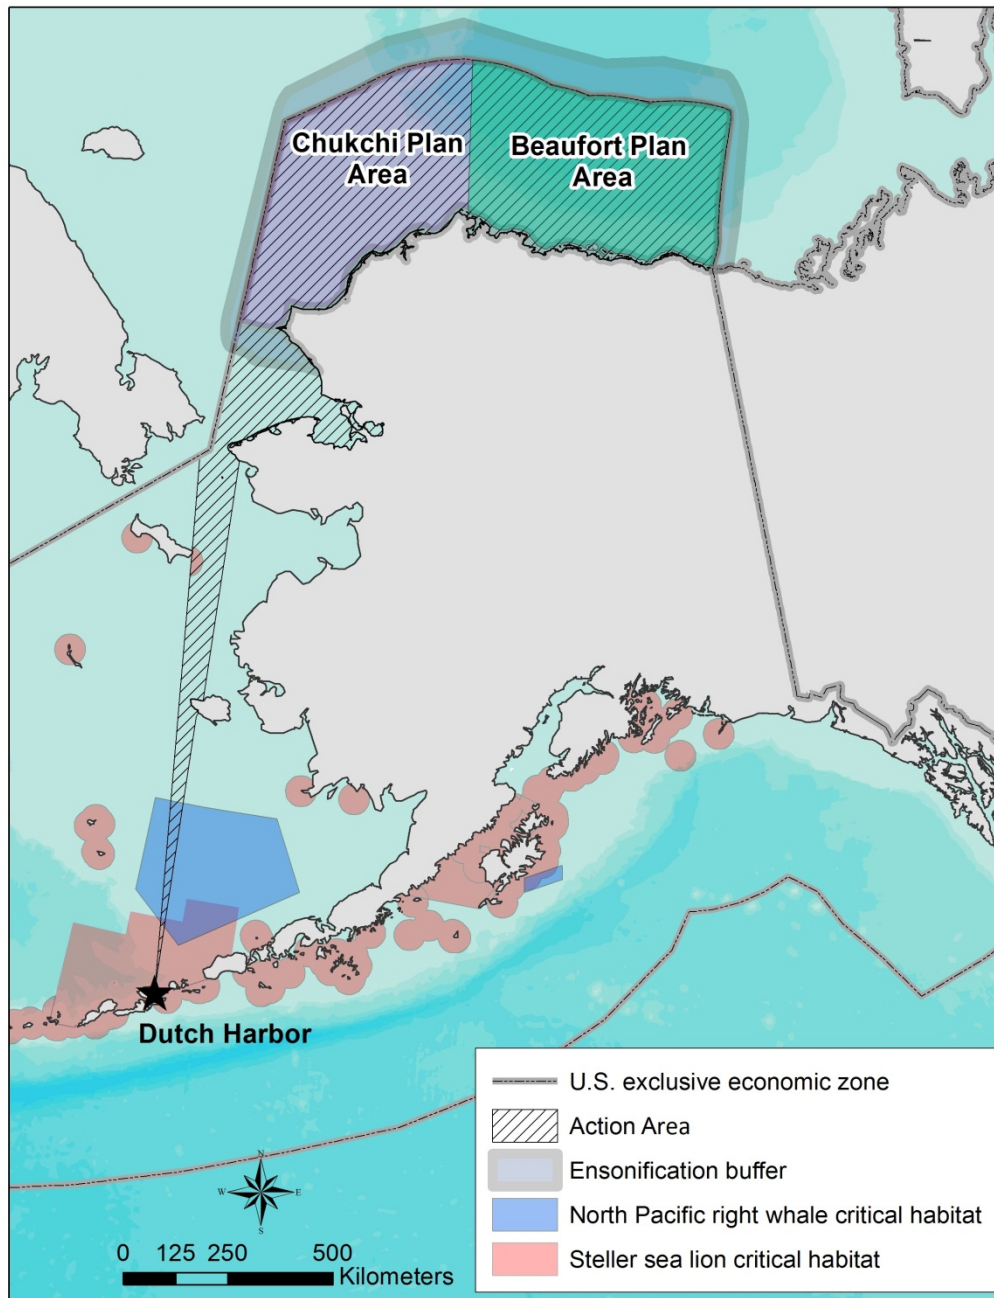 Chukchi Plan
Area
Beaufort Plan
Area
Dutch Harbor
U.S. exclusive economic zone
Action Area
Ensonification buffer
North Pacific right whale critical habitat
Steller sea lion critical habitat
N
W
E
S
0 125 250 500
Kilometers